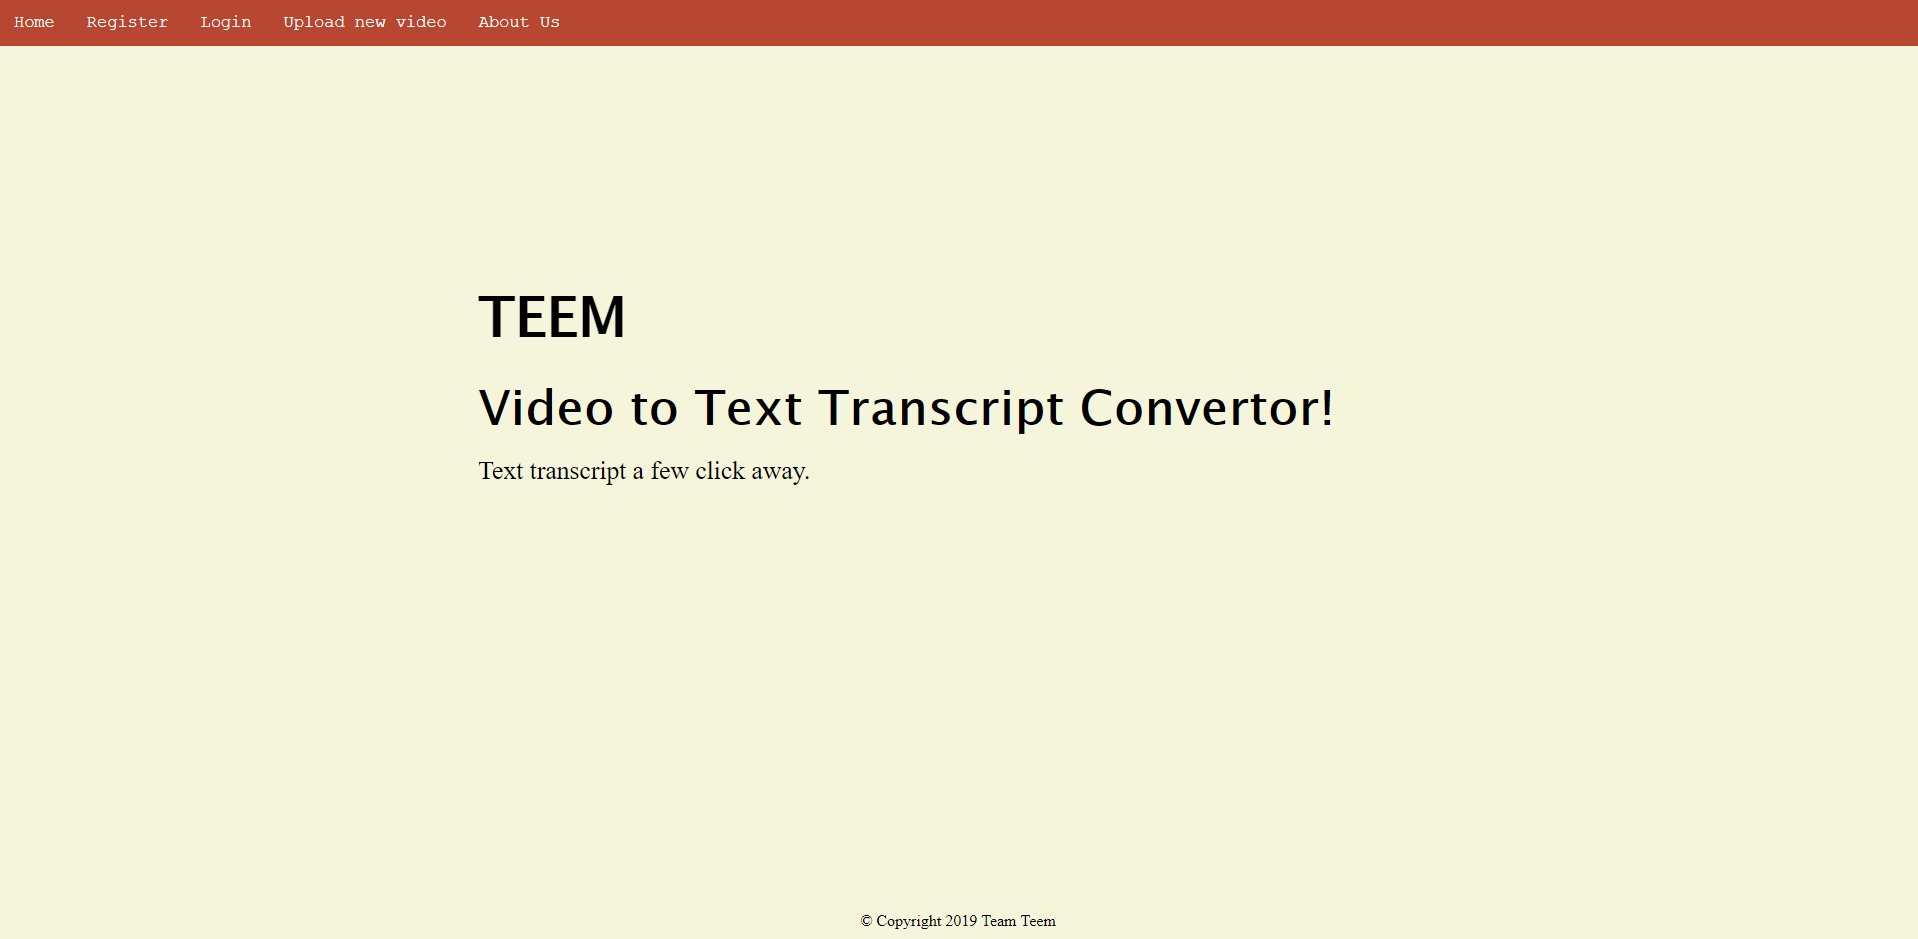 Home Register Login Upload new video About Us
TEEM
Video to Text Transcript Convertor!
Text transcript a few click away.
© Copyright 2019 Team Teem